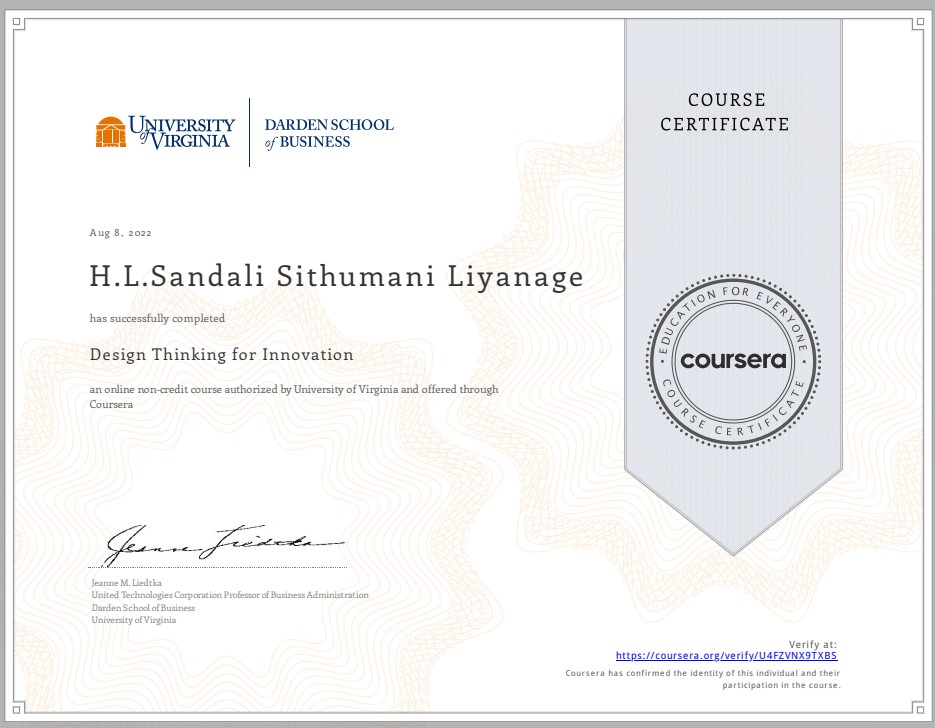 UNIVERSITY
of VIRGINIA
DARDEN SCHOOL
of BUSINESS
COURSE
CERTIFICATE
Aug 8, 2022
H.L.Sandali Sithumani Liyanage
has successfully completed
Design Thinking for Innovation
an online non-credit course authorized by University of Virginia and offered through
Coursera
EDUCATION FOR EVERYONE
coursera
COURSE CERTIFICATE
Jeanne Liedtka
Jeanne M. Liedtka
United Technologies Corporation Professor of Business Administration
Darden School of Business
University of Virginia
Verify at:
https://coursera.org/verify/U4FZVNX9TXBS
Coursera has confirmed the identity of this individual and their
participation in the course.